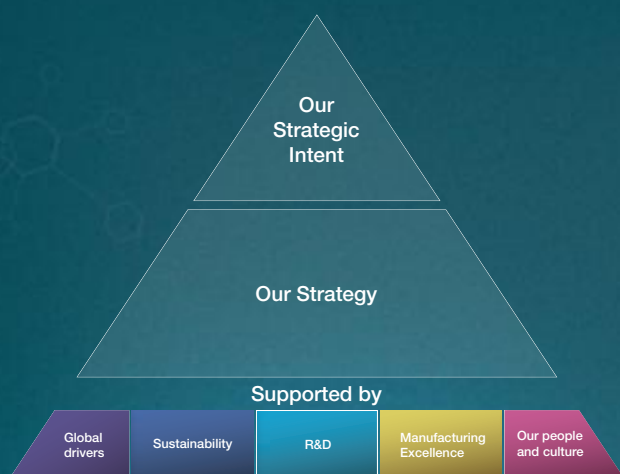 Our
Strategic
Intent
Our Strategy
Supported by
Global
drivers
Sustainability
R&D
Manufacturing
Excellence
Our people
and culture